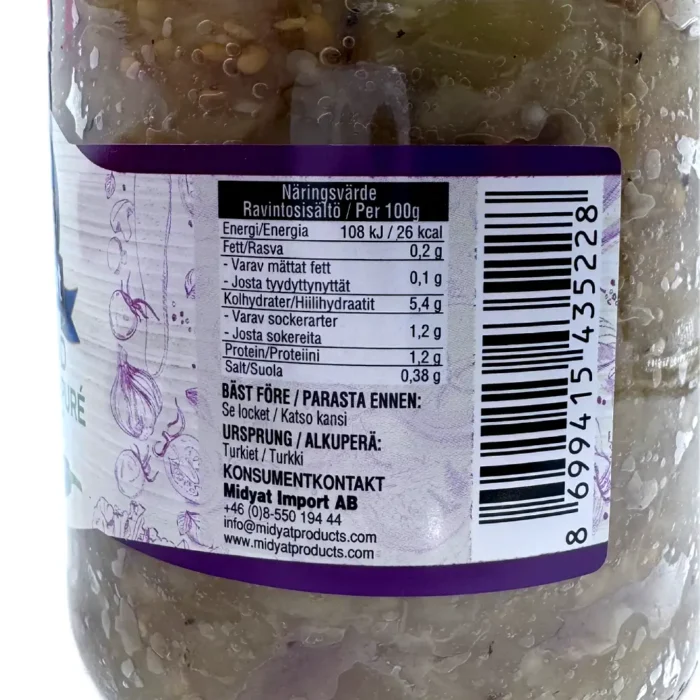 PURÉ
Näringsvärde
Ravintosisältö / Per 100g
Energi/Energia 108 kJ / 26 kcal
Fett/Rasva 0,2 g
- Varav mättat fett
- Josta tyydyttynyttät 0,1 g
Kolhydrater/Hiilihydraatit 5,4 g
- Varav sockerarter
- Josta sokereita 1,2 g
Protein/Proteiini 1,2 g
Salt/Suola 0,38 g
BÄST FÖRE / PARASTA ENNEN:
Se locket / Katso kansi
URSPRUNG / ALKUPERÄ:
Turkiet / Turkki
KONSUMENTKONTAKT
Midyat Import AB
+46 (0)8-550 194 44
info@midyatproducts.com
www.midyatproducts.com
8 699415 435228